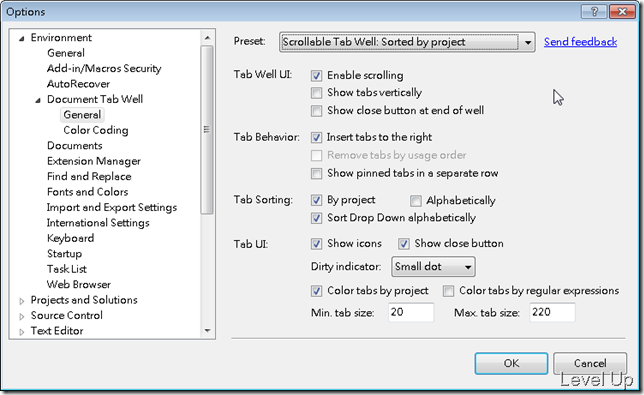 Options
Environment
General
Add-in/Macros Security
AutoRecover
Document Tab Well
General
Color Coding
Documents
Extension Manager
Find and Replace
Fonts and Colors
Import and Export Settings
International Settings
Keyboard
Startup
Task List
Web Browser
Projects and Solutions
Source Control
Text Editor
Preset: Scrollable Tab Well: Sorted by project Send feedback
Tab Well UI: Enable scrolling
Show tabs vertically
Show close button at end of well
Tab Behavior: Insert tabs to the right
Remove tabs by usage order
Show pinned tabs in a separate row
Tab Sorting: By project Alphabetically
Sort Drop Down alphabetically
Tab UI: Show icons Show close button
Dirty indicator: Small dot
Color tabs by project Color tabs by regular expressions
Min. tab size: 20 Max. tab size: 220
OK Cancel
Level Up